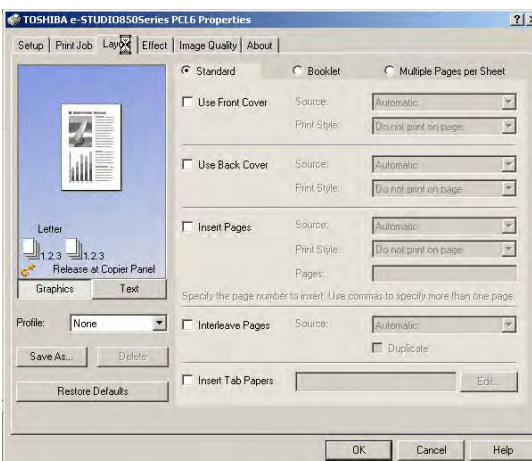 TOSHIBA e-STUDIO850Series PCL6 Properties
Setup Print Job Layout Effect Image Quality About
Standard Booklet Multiple Pages per Sheet
Use Front Cover Source: Automatic
Print Style: Do not print on page
Use Back Cover Source: Automatic
Print Style: Do not print on page
Insert Pages Source: Automatic
Print Style: Do not print on page
Pages:
Specify the page number to insert. Use commas to specify more than one page.
Interleave Pages Source: Automatic
Duplicate
Insert Tab Papers Edit...
Letter
1.2.3 1.2.3
Release at Copier Panel
Graphics Text
Profile: None
Save As... Delete
Restore Defaults
OK Cancel Help